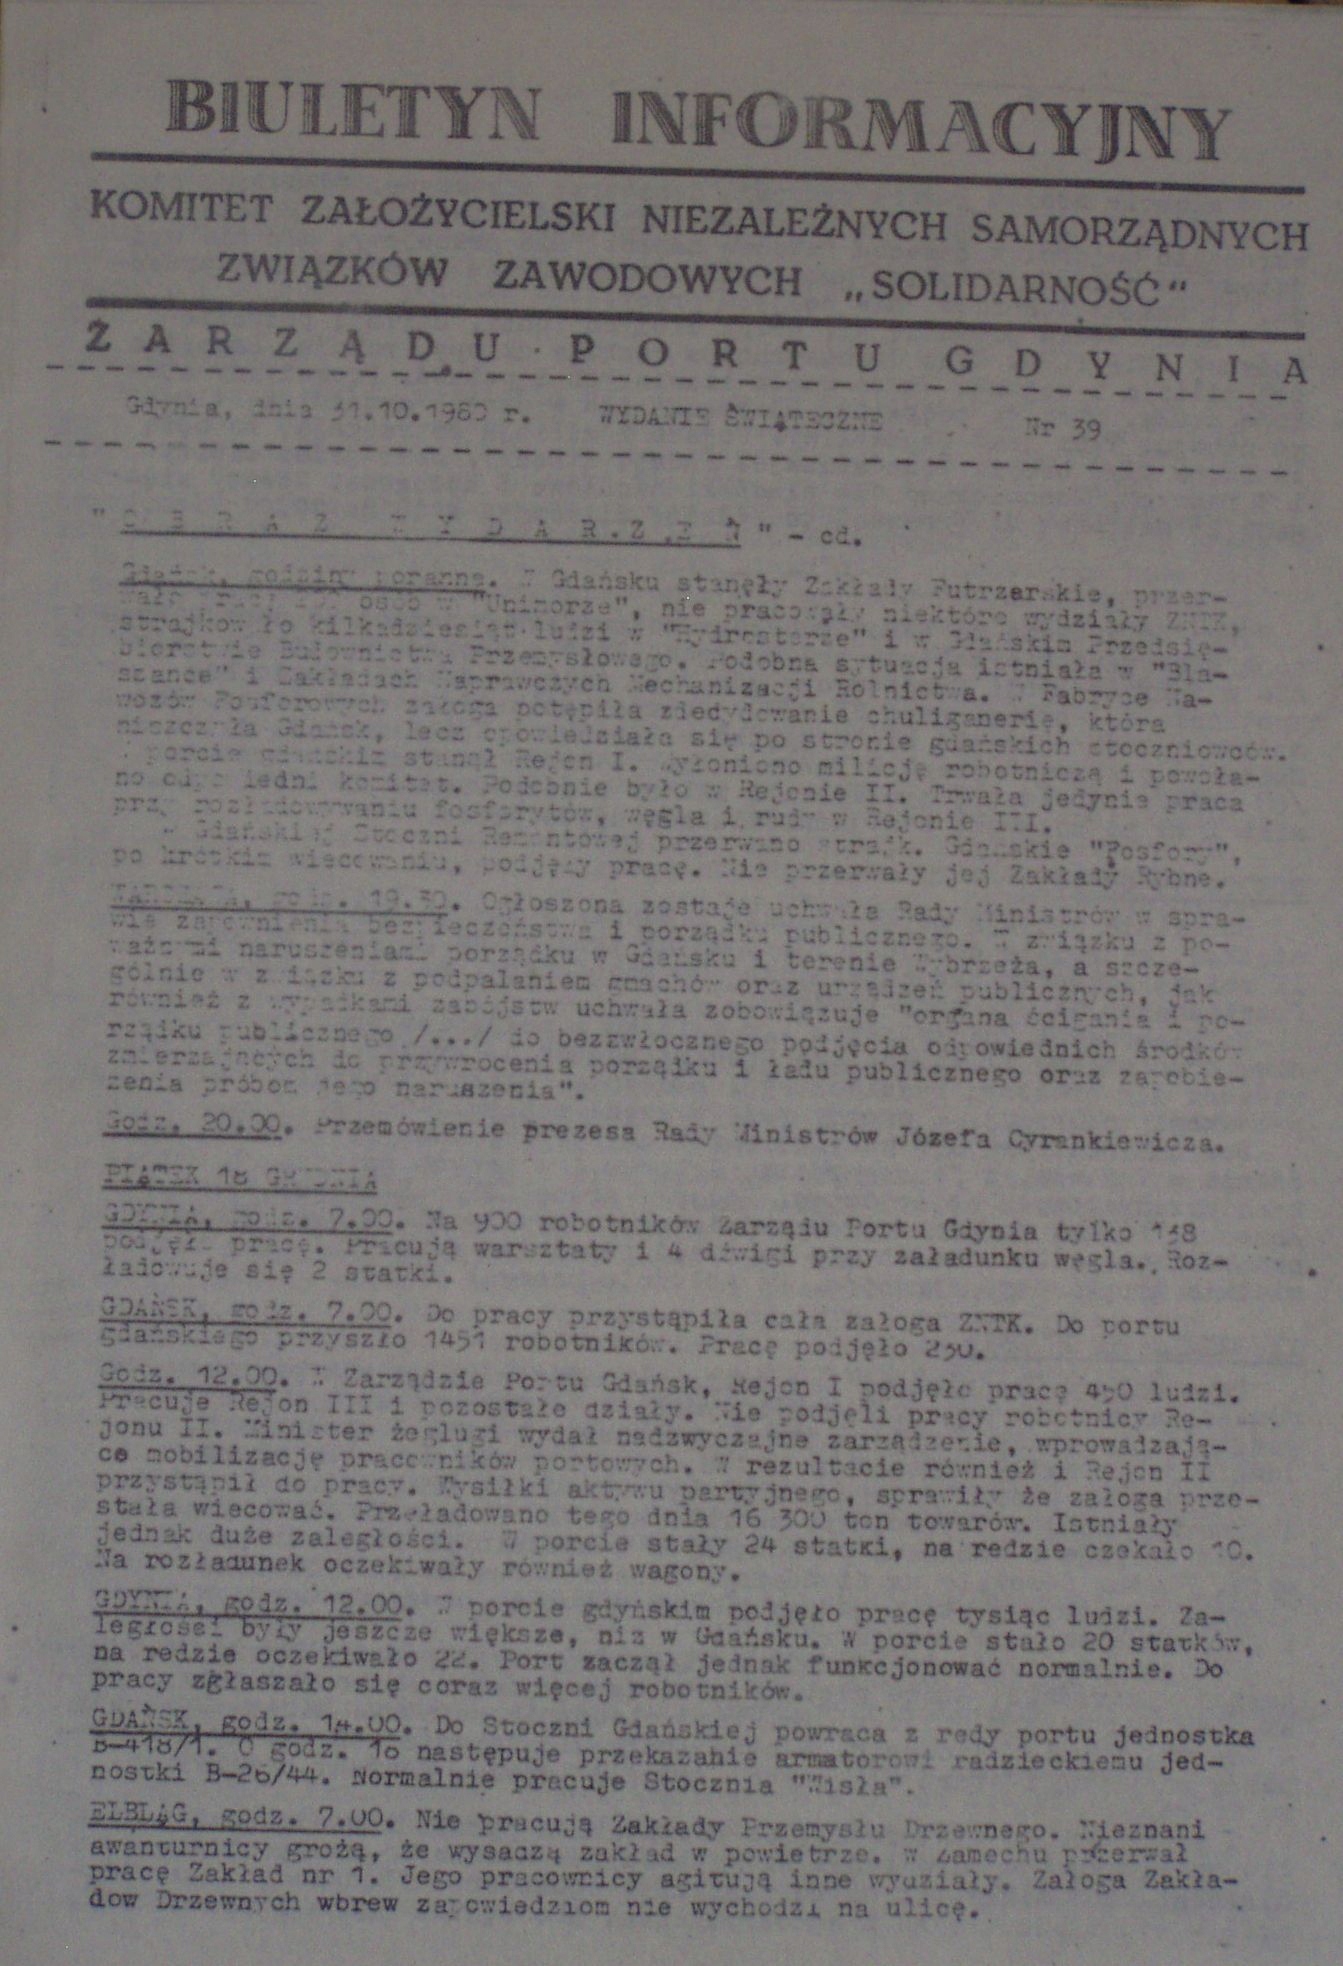 BIULETYN INFORMACYJNY
KOMITET ZAŁOŻYCIELSKI NIEZALEŻNYCH SAMORZĄDNYCH
ZWIĄZKÓW ZAWODOWYCH „SOLIDARNOŚĆ"
ZARZĄDU PORTU GDYNIA
Gdynia, dnia 31.10.1980 r. WYDANIE ŚWIĄTECZNE Nr 39
"O B R A Z W Y D A R Z E Ń" - cd.
Gdańsk, godziny poranne. W Gdańsku stanęły Zakłady Futrzarskie, przer-
wało pracę osób w "Unimorze", nie pracowały niektóre wydziały ZNTK,
strajkowało kilkadziesiąt ludzi w "Hydrosterze" i w Gdańskim Przedsię-
biorstwie Budownictwa Przemysłowego. Podobna sytuacja istniała w "Bla-
szance" i Zakładach Naprawczych Mechanizacji Rolnictwa. W Fabryce Na-
wozów Fosforowych załoga potępiła zdecydowanie chuliganerię, która
niszczyła Gdańsk, lecz opowiedziała się po stronie gdańskich stoczniowców.
W porcie gdańskim stanął Rejon I. Wyłoniono milicję robotniczą i powoła-
no odpowiedni komitet. Podobnie było w Rejonie II. Trwała jedynie praca
przy rozładowywaniu fosforytów, węgla i rudy w Rejonie III.
W Gdańskiej Stoczni Remontowej przerwano strajk. Gdańskie "Fosfory",
po krótkim wiecowaniu, podjęły pracę. Nie przerwały jej Zakłady Rybne.
WARSZAWA, godz. 19.30. Ogłoszona zostaje uchwała Rady Ministrów w spra-
wie zapewnienia bezpieczeństwa i porządku publicznego. W związku z po-
ważnymi naruszeniami porządku w Gdańsku i terenie Wybrzeża, a szcze-
gólnie w związku z podpalaniem gmachów oraz urządzeń publicznych, jak
również z wypadkami zabójstw uchwała zobowiązuje "organa ścigania i po-
rządku publicznego /.../ do bezzwłocznego podjęcia odpowiednich środków
zmierzających do przywrócenia porządku i ładu publicznego oraz zapobie-
żenia próbom jego naruszenia".
Godz. 20.00. Przemówienie prezesa Rady Ministrów Józefa Cyrankiewicza.
PIĄTEK 18 GRUDNIA
GDYNIA, godz. 7.00. Na 900 robotników Zarządu Portu Gdynia tylko 138
podjęło pracę. Pracują warsztaty i 4 dźwigi przy załadunku węgla. Roz-
ładowuje się 2 statki.
GDAŃSK, godz. 7.00. Do pracy przystąpiła cała załoga ZNTK. Do portu
gdańskiego przyszło 1451 robotników. Pracę podjęło 250.
Godz. 12.00. W Zarządzie Portu Gdańsk, Rejon I podjęło pracę 450 ludzi.
Pracuje Rejon III i pozostałe działy. Nie podjęli pracy robotnicy Re-
jonu II. Minister żeglugi wydał nadzwyczajne zarządzenie, wprowadzają-
ce mobilizację pracowników portowych. W rezultacie również i Rejon II
przystąpił do pracy. Wysiłki aktywu partyjnego, sprawiły że załoga prze-
stała wiecować. Przeładowano tego dnia 16 300 ton towarów. Istniały
jednak duże zaległości. W porcie stały 24 statki, na redzie czekało 10.
Na rozładunek oczekiwały również wagony.
GDYNIA, godz. 12.00. W porcie gdyńskim podjęło pracę tysiąc ludzi. Za-
ległości były jeszcze większe, niż w Gdańsku. W porcie stało 20 statków,
na redzie oczekiwało 22. Port zaczął jednak funkcjonować normalnie. Do
pracy zgłaszało się coraz więcej robotników.
GDAŃSK, godz. 14.00. Do Stoczni Gdańskiej powraca z redy portu jednostka
B-418/1. O godz. 16 następuje przekazanie armatorowi radzieckiemu jed-
nostki B-26/44. Normalnie pracuje Stocznia "Wisła".
ELBLĄG, godz. 7.00. Nie pracują Zakłady Przemysłu Drzewnego. Nieznani
awanturnicy grożą, że wysadzą zakład w powietrze. W Zamechu przerwał
pracę Zakład nr 1. Jego pracownicy agitują inne wydziały. Załoga Zakła-
dow Drzewnych wbrew zapowiedziom nie wychodzi na ulicę.